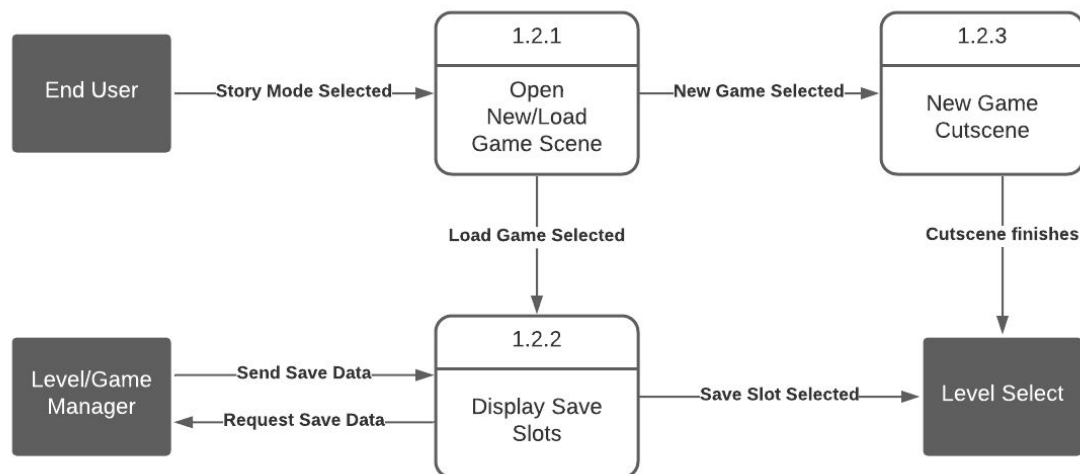 1.2.1
1.2.3
End User
Story Mode Selected
Open
New/Load
Game Scene
New Game Selected
New Game
Cutscene
Load Game Selected
Cutscene finishes
1.2.2
Level/Game
Manager
Send Save Data
Request Save Data
Display Save
Slots
Save Slot Selected
Level Select